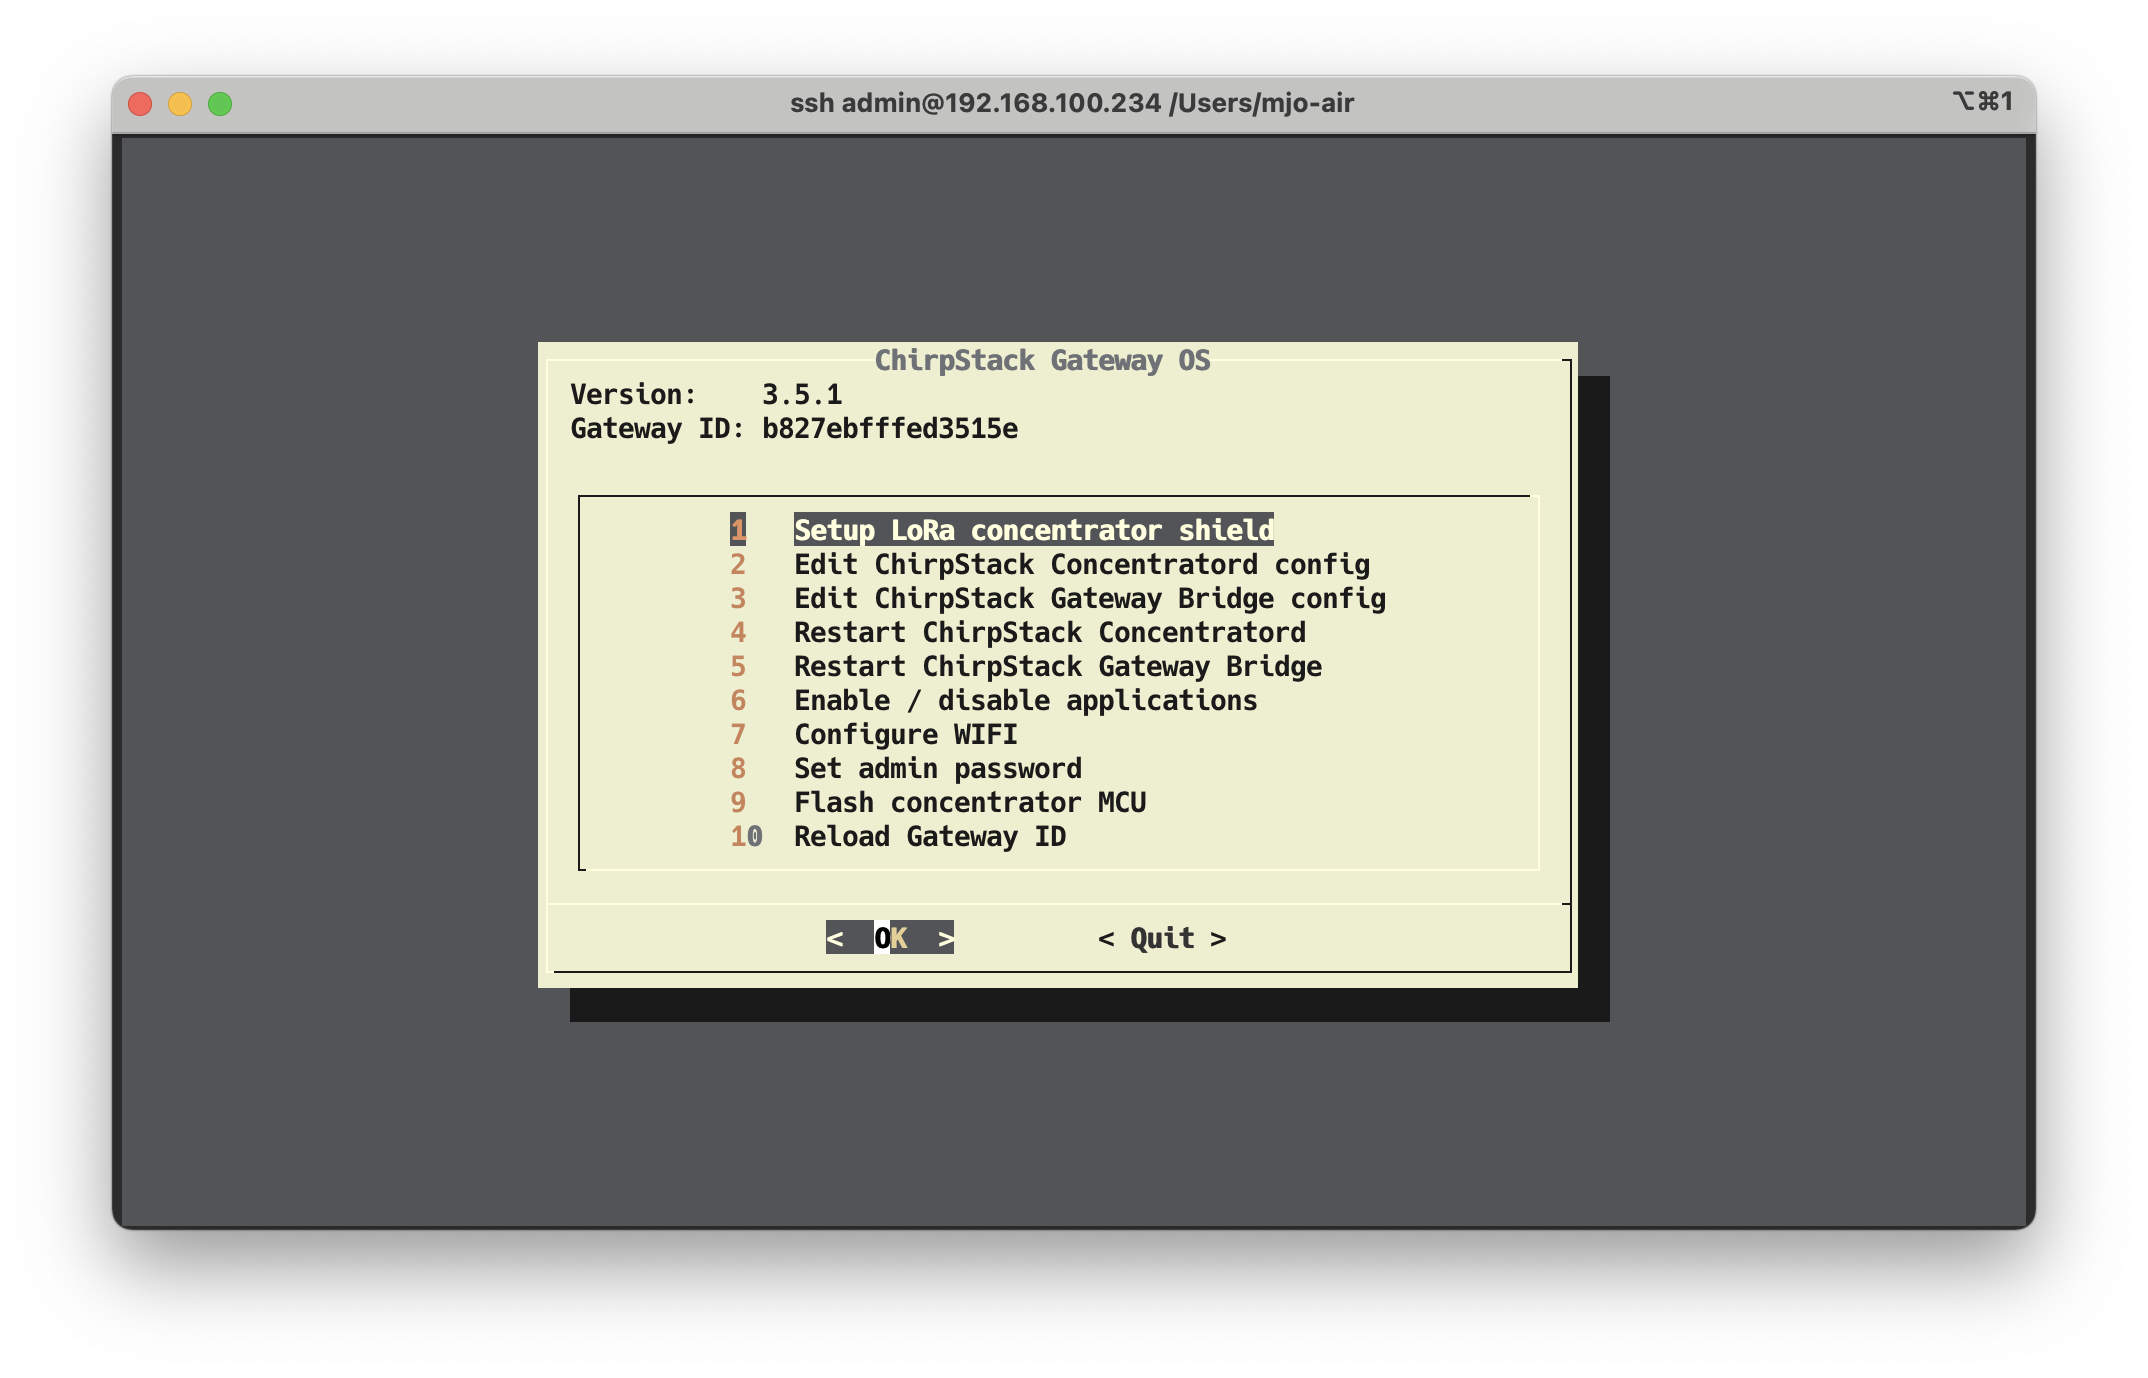 ssh admin@192.168.100.234 /Users/mjo-air
⌥⌘1
ChirpStack Gateway OS
Version:    3.5.1
Gateway ID: b827ebfffed3515e
1   Setup LoRa concentrator shield
2   Edit ChirpStack Concentratord config
3   Edit ChirpStack Gateway Bridge config
4   Restart ChirpStack Concentratord
5   Restart ChirpStack Gateway Bridge
6   Enable / disable applications
7   Configure WIFI
8   Set admin password
9   Flash concentrator MCU
10  Reload Gateway ID
<  OK  >         < Quit >